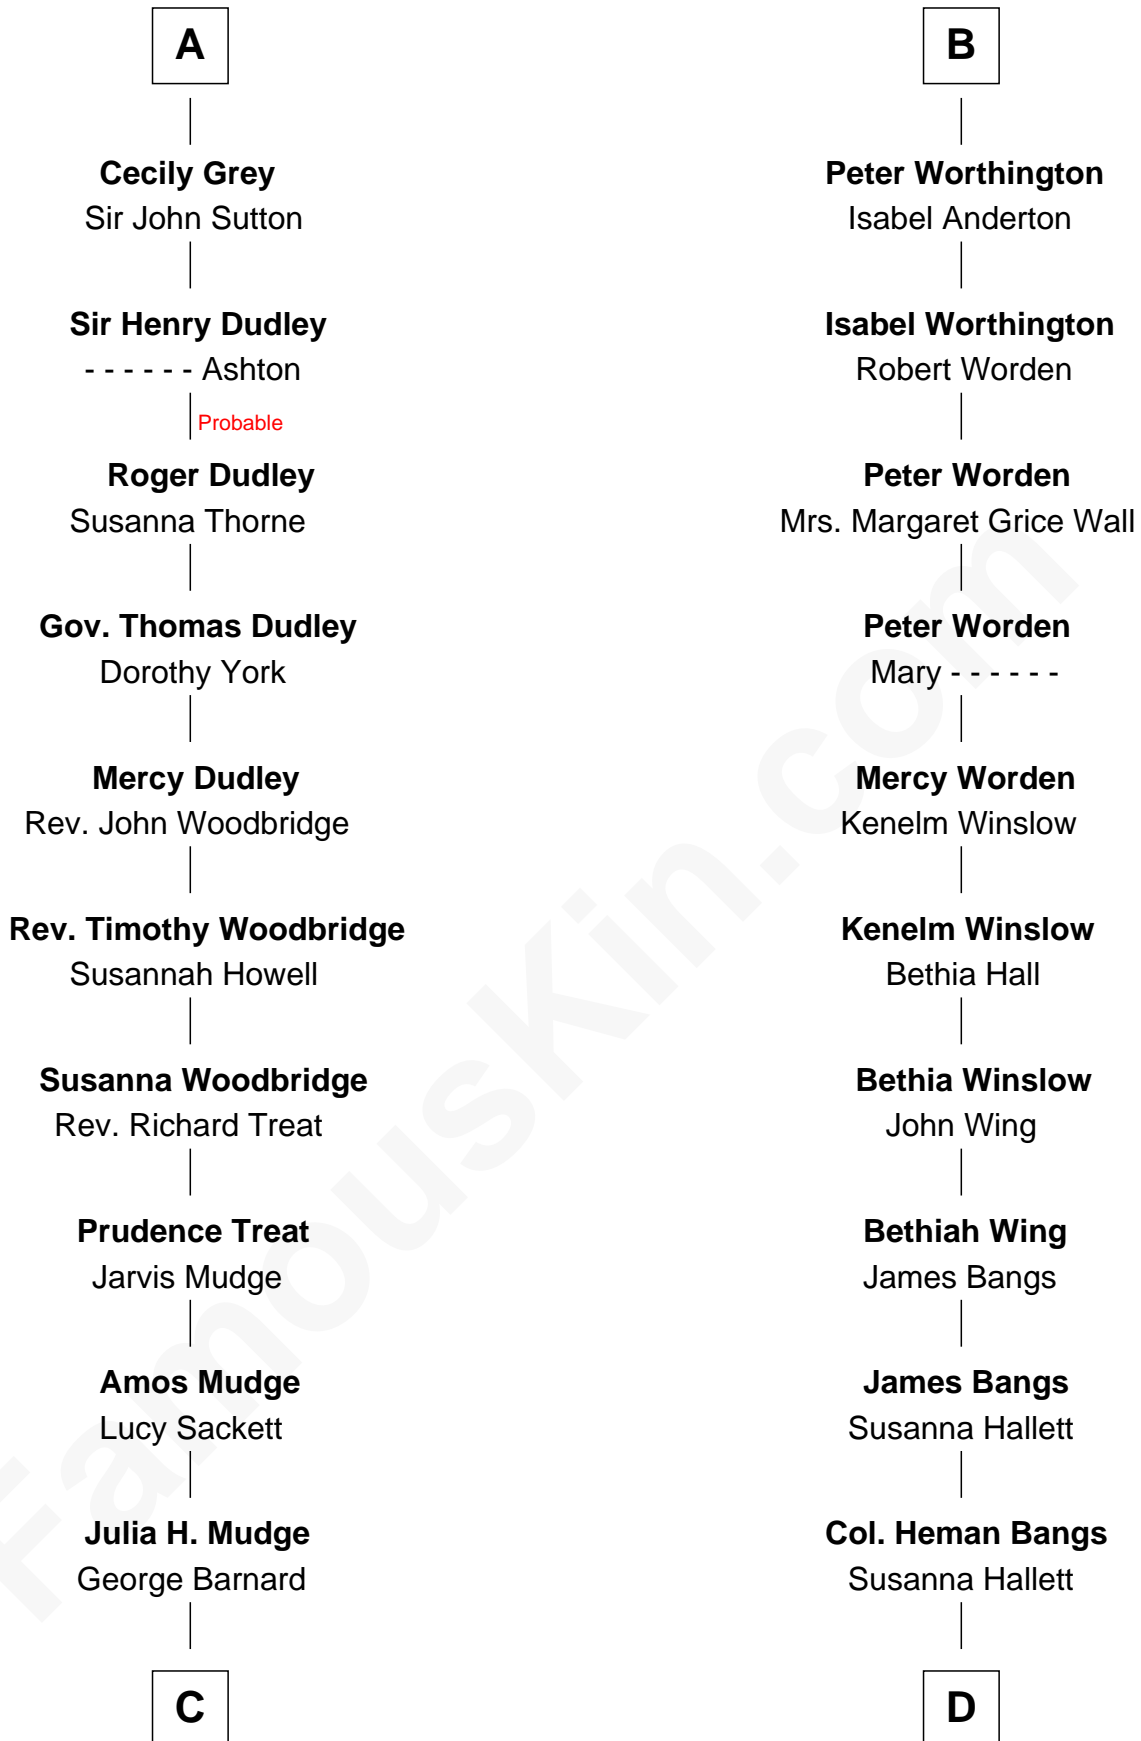 A
Cecily Grey
Sir John Sutton
Sir Henry Dudley
- - - - - - Ashton
Probable
Roger Dudley
Susanna Thorne
Gov. Thomas Dudley
Dorothy York
Mercy Dudley
Rev. John Woodbridge
Rev. Timothy Woodbridge
Susannah Howell
Susanna Woodbridge
Rev. Richard Treat
Prudence Treat
Jarvis Mudge
Amos Mudge
Lucy Sackett
Julia H. Mudge
George Barnard
C
B
Peter Worthington
Isabel Anderton
Isabel Worthington
Robert Worden
Peter Worden
Mrs. Margaret Grice Wall
Peter Worden
Mary - - - - - -
Mercy Worden
Kenelm Winslow
Kenelm Winslow
Bethia Hall
Bethia Winslow
John Wing
Bethiah Wing
James Bangs
James Bangs
Susanna Hallett
Col. Heman Bangs
Susanna Hallett
D
FamousKin.com